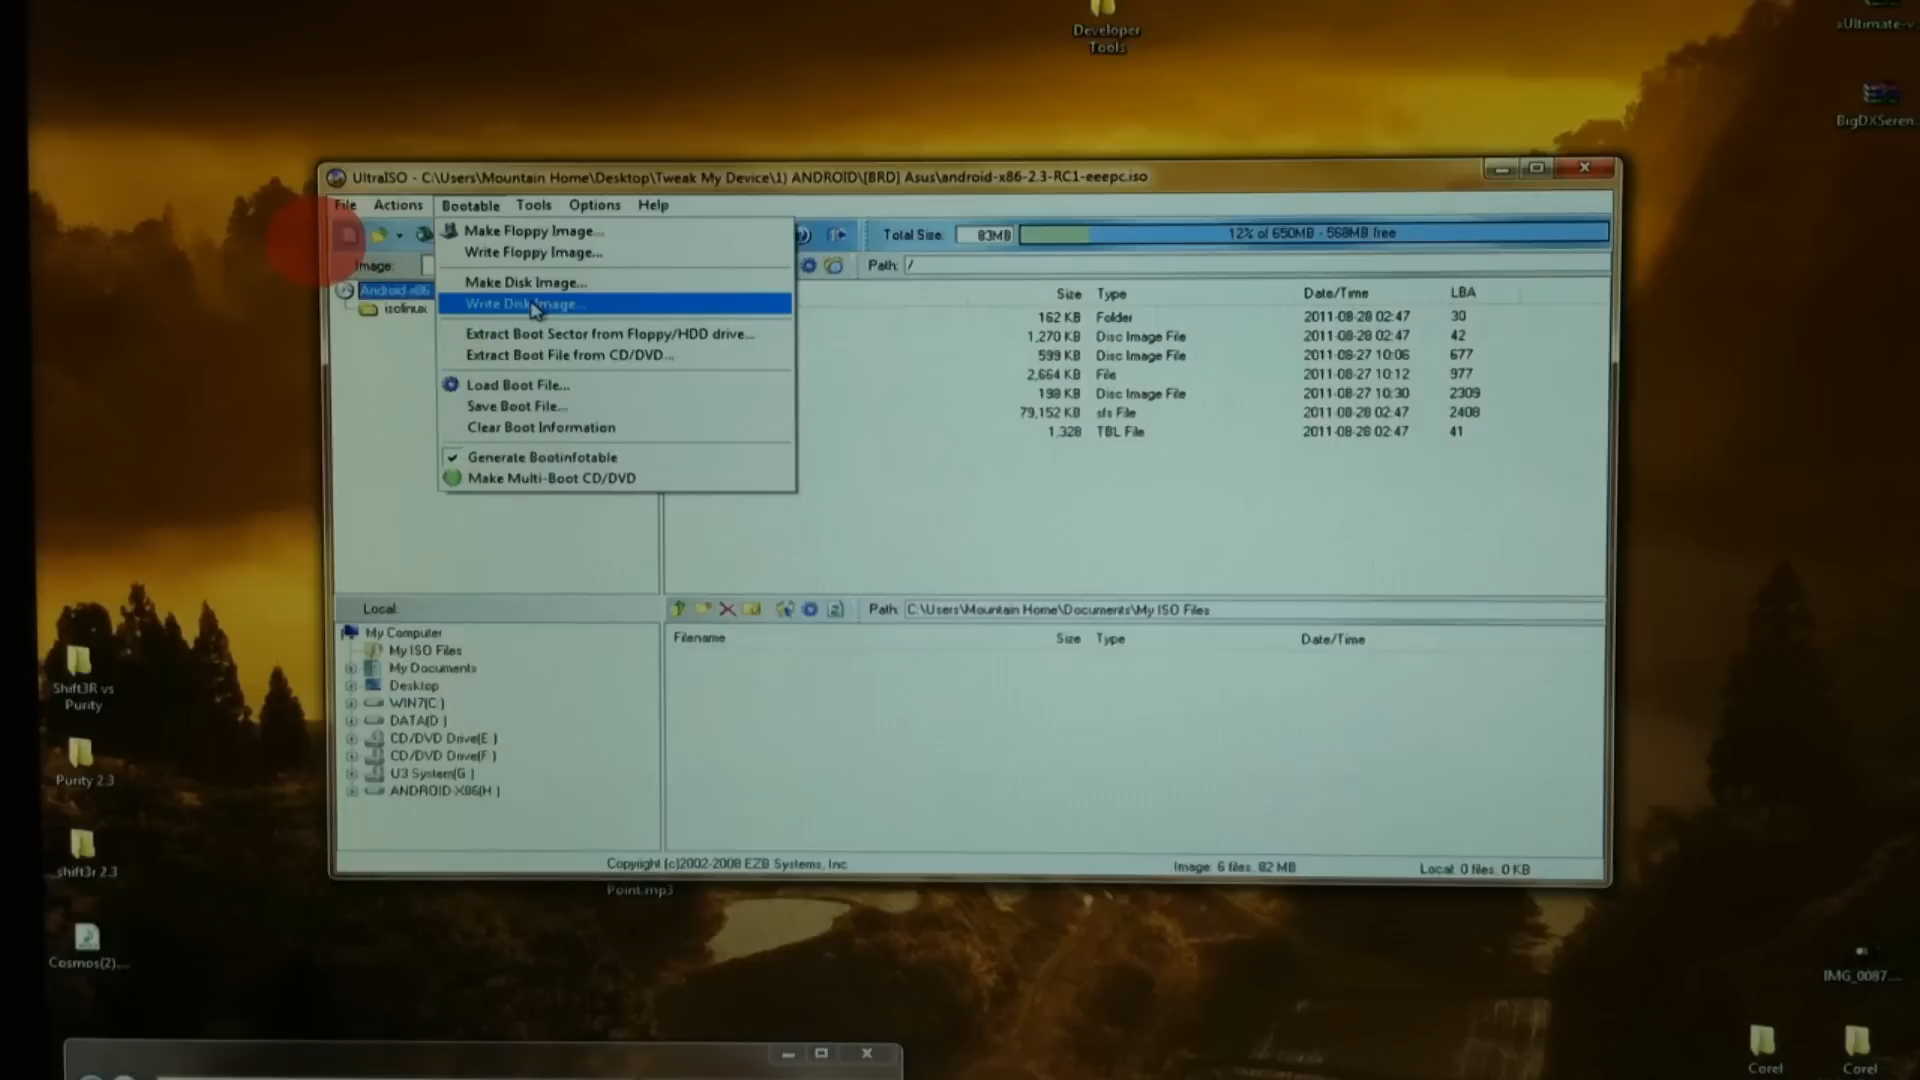 Developer
Tools
xUltimate-v
BigDXSeren...
UltraISO - C:\Users\Mountain Home\Desktop\Tweak My Device\1) ANDROID\[BRD] Asus\android-x86-2.3-RC1-eeepc.iso
File Actions Bootable Tools Options Help
Make Floppy Image...
Write Floppy Image...
Make Disk Image...
Write Disk Image...
Extract Boot Sector from Floppy/HDD drive...
Extract Boot File from CD/DVD...
Load Boot File...
Save Boot File...
Clear Boot Information
Generate Bootinfotable
Make Multi-Boot CD/DVD
Total Size: 83MB 12% of 650MB - 568MB free
Image:
Path: /
Android-x86
isolinux
Size Type Date/Time LBA
162 KB Folder 2011-08-28 02:47 30
1,270 KB Disc Image File 2011-08-28 02:47 42
599 KB Disc Image File 2011-08-27 10:06 677
2,664 KB File 2011-08-27 10:12 977
198 KB Disc Image File 2011-08-27 10:30 2309
79,152 KB sfs File 2011-08-28 02:47 2408
1,328 TBL File 2011-08-28 02:47 41
Local: Path: C:\Users\Mountain Home\Documents\My ISO Files
Filename Size Type Date/Time
My Computer
My ISO Files
My Documents
Desktop
WIN7(C:)
DATA(D:)
CD/DVD Drive(E:)
CD/DVD Drive(F:)
U3 System(G:)
ANDROID-X86(H:)
Copyright (c)2002-2008 EZB Systems, Inc. Image: 6 files, 82 MB Local: 0 files, 0 KB
Point.mp3
Shift3R vs
Purity
Purity 2.3
shift3r 2.3
Cosmos(2)....
IMG_0087....
Corel
Corel